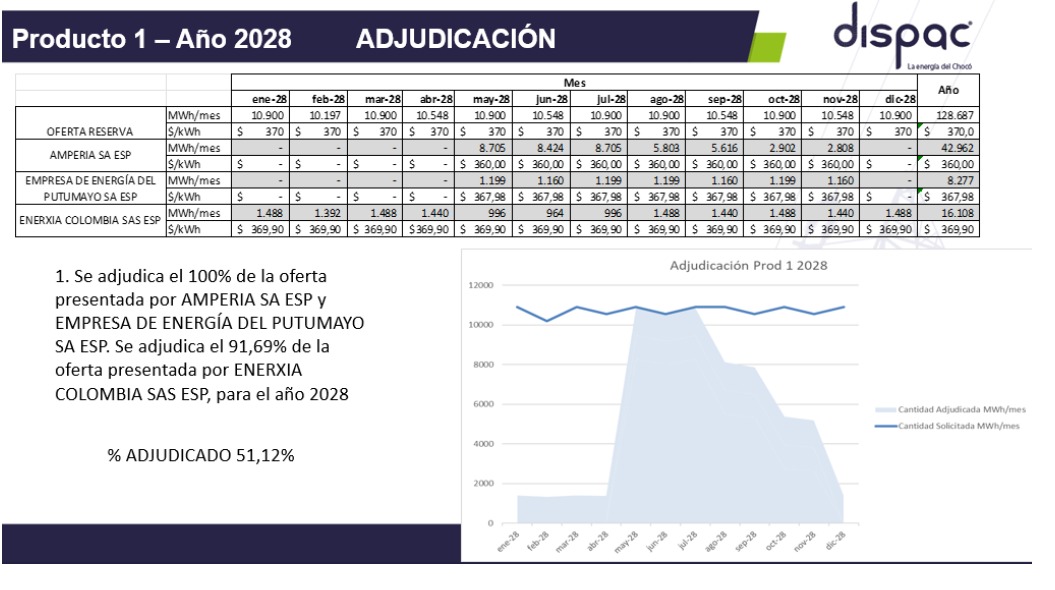 Producto 1 – Año 2028 ADJUDICACIÓN
dispac
La energía del Chocó
Mes Año
ene-28 feb-28 mar-28 abr-28 may-28 jun-28 jul-28 ago-28 sep-28 oct-28 nov-28 dic-28
OFERTA RESERVA MWh/mes 10.900 10.197 10.900 10.548 10.900 10.548 10.900 10.900 10.548 10.900 10.548 10.900 128.687
$/kWh $ 370 $ 370 $ 370 $ 370 $ 370 $ 370 $ 370 $ 370 $ 370 $ 370 $ 370 $ 370 $ 370,0
AMPERIA SA ESP MWh/mes - - - - 8.705 8.424 8.705 5.803 5.616 2.902 2.808 - 42.962
$/kWh $ - $ - $ - $ - $ 360,00 $ 360,00 $ 360,00 $ 360,00 $ 360,00 $ 360,00 $ 360,00 $ - $ 360,00
EMPRESA DE ENERGÍA DEL MWh/mes - - - - 1.199 1.160 1.199 1.199 1.160 1.199 1.160 - 8.277
PUTUMAYO SA ESP $/kWh $ - $ - $ - $ - $ 367,98 $ 367,98 $ 367,98 $ 367,98 $ 367,98 $ 367,98 $ 367,98 $ - $ 367,98
ENERXIA COLOMBIA SAS ESP MWh/mes 1.488 1.392 1.488 1.440 996 964 996 1.488 1.440 1.488 1.440 1.488 16.108
$/kWh $ 369,90 $ 369,90 $ 369,90 $369,90 $ 369,90 $ 369,90 $ 369,90 $ 369,90 $ 369,90 $ 369,90 $ 369,90 $ 369,90 $ 369,90
1. Se adjudica el 100% de la oferta
presentada por AMPERIA SA ESP y
EMPRESA DE ENERGÍA DEL PUTUMAYO
SA ESP. Se adjudica el 91,69% de la
oferta presentada por ENERXIA
COLOMBIA SAS ESP, para el año 2028
% ADJUDICADO 51,12%
Adjudicación Prod 1 2028
12000
10000
8000
6000
4000
2000
0
ene-28 feb-28 mar-28 abr-28 may-28 jun-28 jul-28 ago-28 sep-28 oct-28 nov-28 dic-28
Cantidad Adjudicada MWh/mes
Cantidad Solicitada MWh/mes